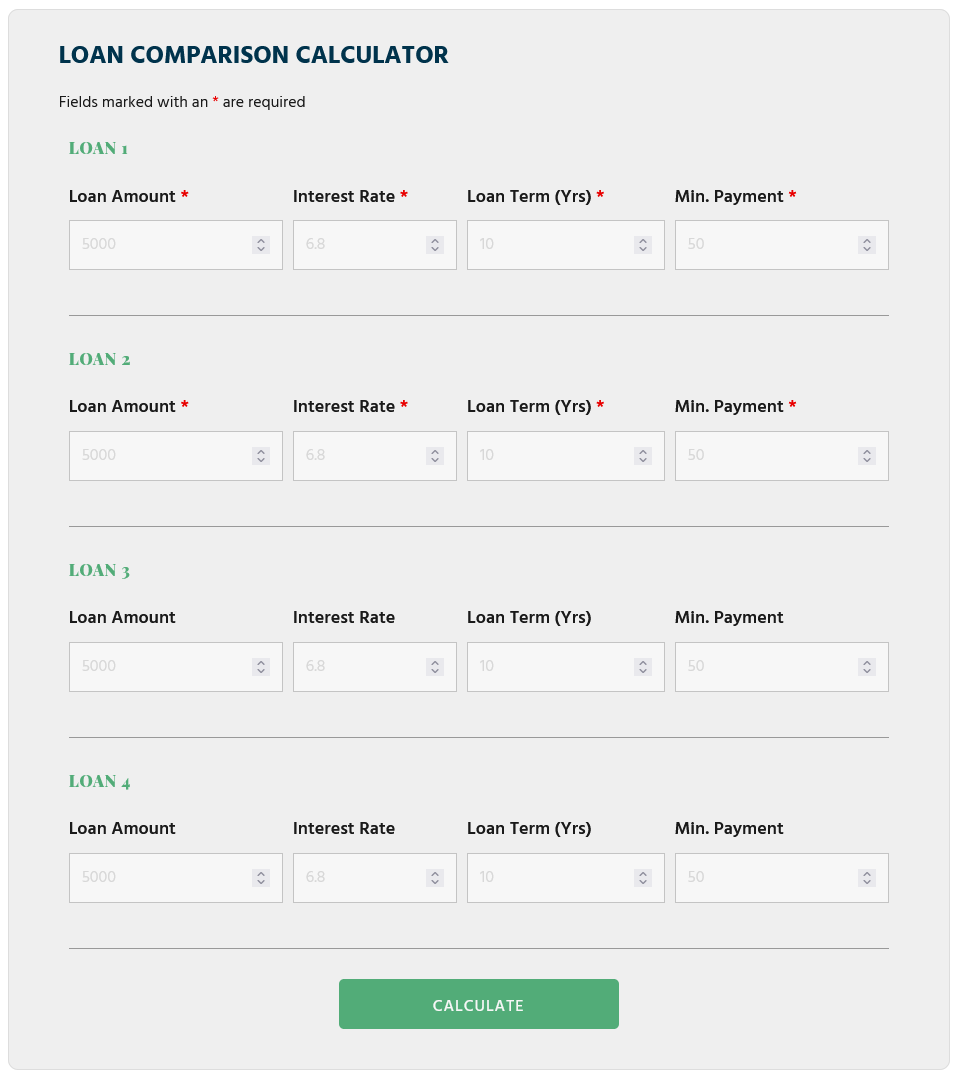 LOAN COMPARISON CALCULATOR
Fields marked with an * are required
LOAN 1
Loan Amount * Interest Rate * Loan Term (Yrs) * Min. Payment *
5000 6.8 10 50
LOAN 2
Loan Amount * Interest Rate * Loan Term (Yrs) * Min. Payment *
5000 6.8 10 50
LOAN 3
Loan Amount Interest Rate Loan Term (Yrs) Min. Payment
5000 6.8 10 50
LOAN 4
Loan Amount Interest Rate Loan Term (Yrs) Min. Payment
5000 6.8 10 50
CALCULATE